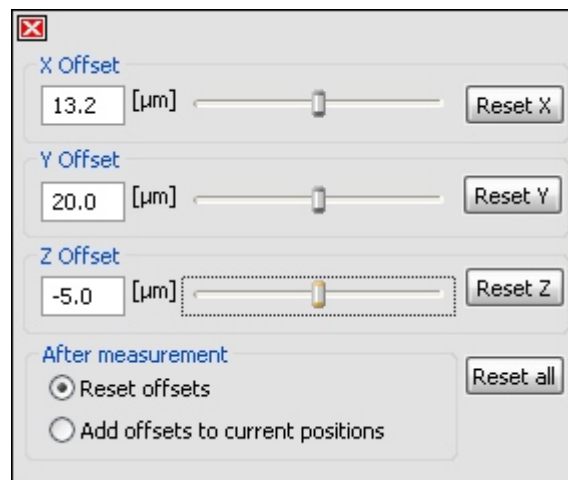 X Offset
13.2 [µm] Reset X
Y Offset
20.0 [µm] Reset Y
Z Offset
-5.0 [µm] Reset Z
After measurement
Reset offsets
Add offsets to current positions
Reset all